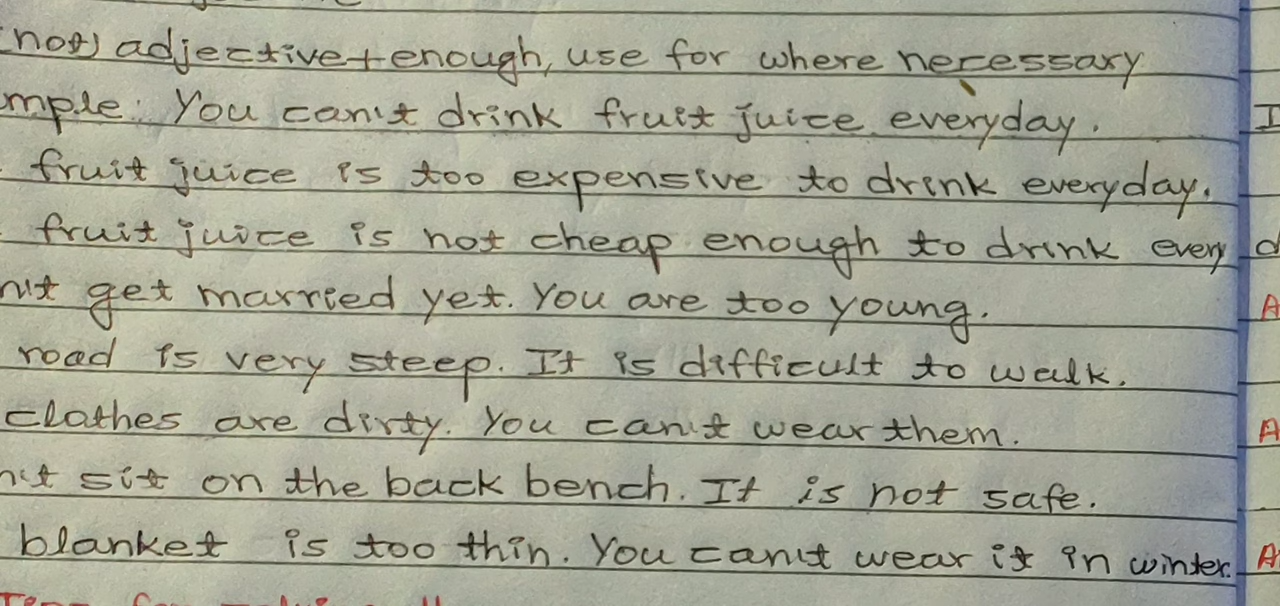 not) adjective+enough, use for where necessary
mple: You can't drink fruit juice everyday.
fruit juice is too expensive to drink everyday.
fruit juice is not cheap enough to drink every
n't get married yet. You are too young.
road is very steep. It is difficult to walk.
clothes are dirty. You can't wear them.
n't sit on the back bench. It is not safe.
blanket is too thin. You can't wear it in winter.